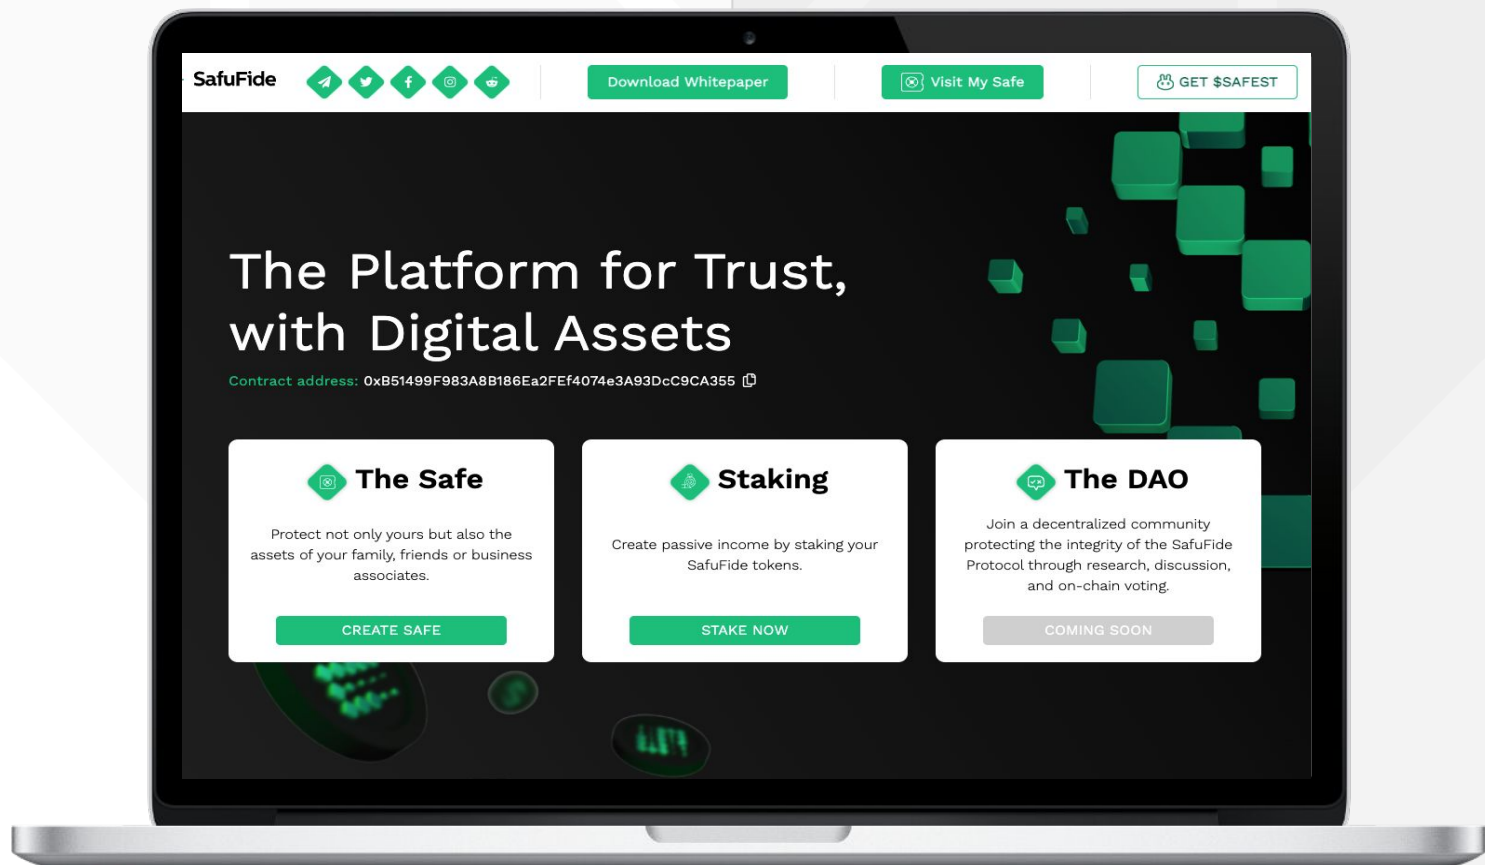 SafuFide
Download Whitepaper
Visit My Safe
GET $SAFEST
The Platform for Trust,
with Digital Assets
Contract address: 0xB51499F983A8B186Ea2FEf4074e3A93DcC9CA355
The Safe
Protect not only yours but also the
assets of your family, friends or business
associates.
CREATE SAFE
Staking
Create passive income by staking your
SafuFide tokens.
STAKE NOW
The DAO
Join a decentralized community
protecting the integrity of the SafuFide
Protocol through research, discussion,
and on-chain voting.
COMING SOON